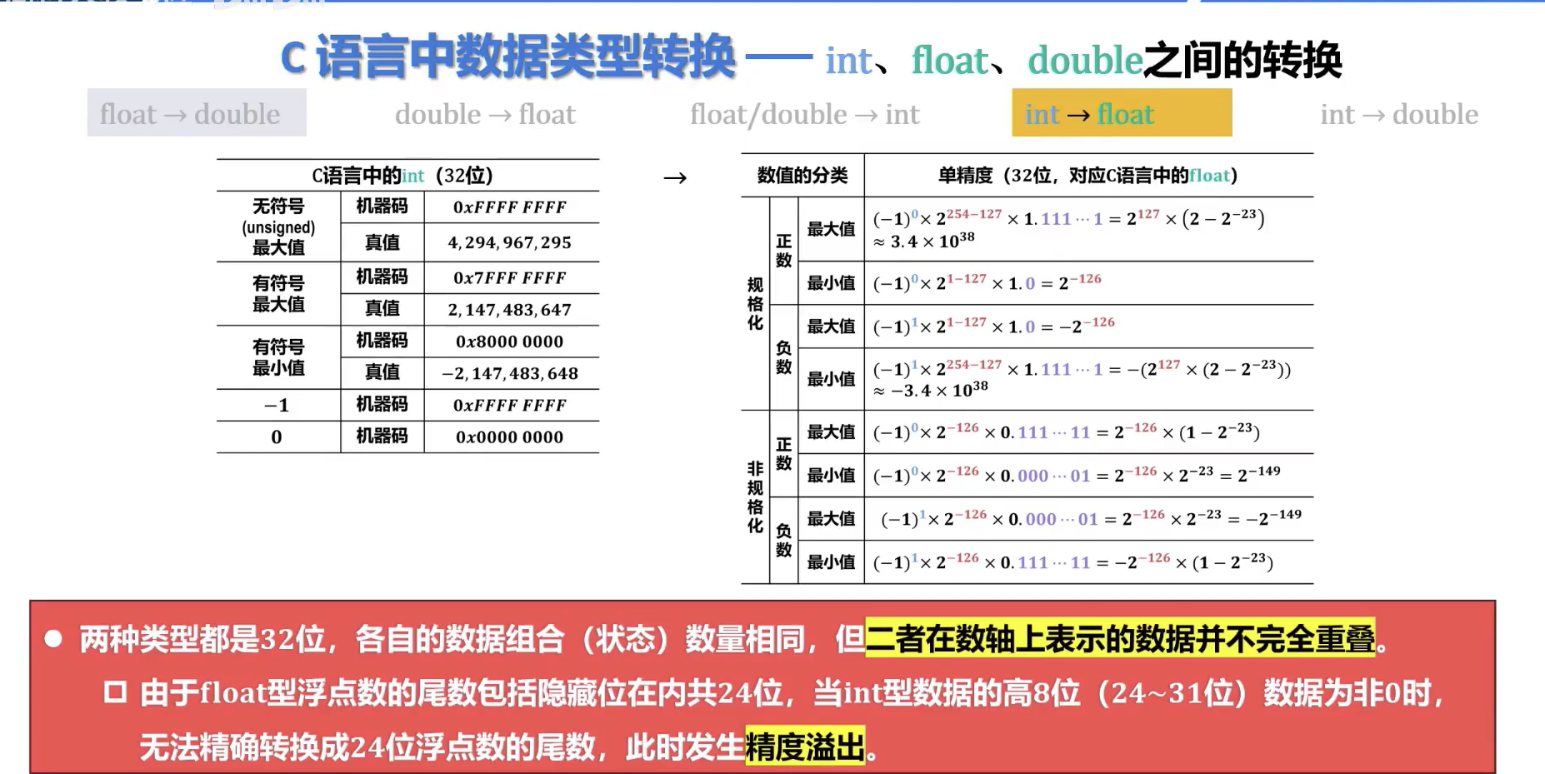 C 语言中数据类型转换 —— int、float、double之间的转换
float → double
double → float
float/double → int
int → float
int → double
C语言中的int（32位）
无符号
(unsigned)
最大值
机器码
0xFFFF FFFF
真值
4,294,967,295
有符号
最大值
机器码
0x7FFF FFFF
真值
2,147,483,647
有符号
最小值
机器码
0x8000 0000
真值
−2,147,483,648
−1
机器码
0xFFFF FFFF
0
机器码
0x0000 0000
→
数值的分类
单精度（32位，对应C语言中的float）
规格化
正数
最大值
(−1)⁰× 2²⁵⁴⁻¹²⁷ × 1.111⋯1 = 2¹²⁷ × (2 − 2⁻²³)
≈ 3.4 × 10³⁸
最小值
(−1)⁰× 2¹⁻¹²⁷ × 1.0 = 2⁻¹²⁶
负数
最大值
(−1)¹× 2¹⁻¹²⁷ × 1.0 = −2⁻¹²⁶
最小值
(−1)¹× 2²⁵⁴⁻¹²⁷ × 1.111⋯1 = −(2¹²⁷ × (2 − 2⁻²³))
≈ −3.4 × 10³⁸
非规格化
正数
最大值
(−1)⁰× 2⁻¹²⁶ × 0.111⋯11 = 2⁻¹²⁶ × (1 − 2⁻²³)
最小值
(−1)⁰× 2⁻¹²⁶ × 0.000⋯01 = 2⁻¹²⁶ × 2⁻²³ = 2⁻¹⁴⁹
负数
最大值
(−1)¹× 2⁻¹²⁶ × 0.000⋯01 = 2⁻¹²⁶ × 2⁻²³ = −2⁻¹⁴⁹
最小值
(−1)¹× 2⁻¹²⁶ × 0.111⋯11 = −2⁻¹²⁶ × (1 − 2⁻²³)
● 两种类型都是32位，各自的数据组合（状态）数量相同，但二者在数轴上表示的数据并不完全重叠。
口 由于float型浮点数的尾数包括隐藏位在内共24位，当int型数据的高8位（24~31位）数据为非0时，
无法精确转换成24位浮点数的尾数，此时发生精度溢出。